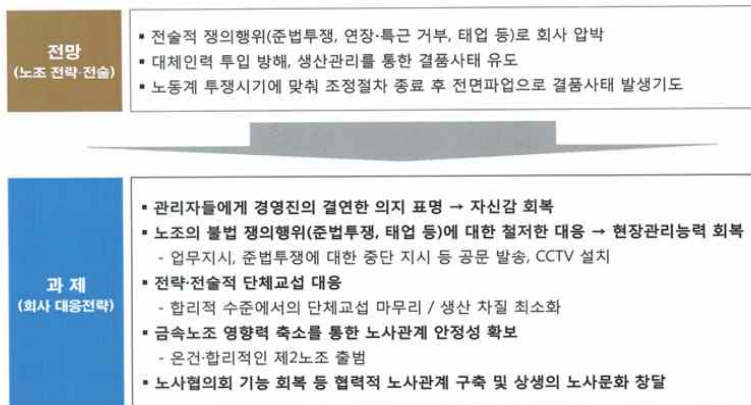 전망
(노조 전략·전술)
▪ 전술적 쟁의행위(준법투쟁, 연장·특근 거부, 태업 등)로 회사 압박
▪ 대체인력 투입 방해, 생산관리를 통한 결품사태 유도
▪ 노동계 투쟁시기에 맞춰 조정절차 종료 후 전면파업으로 결품사태 발생기도
과 제
(회사 대응전략)
▪ 관리자들에게 경영진의 결연한 의지 표명 → 자신감 회복
▪ 노조의 불법 쟁의행위(준법투쟁, 태업 등)에 대한 철저한 대응 → 현장관리능력 회복
- 업무지시, 준법투쟁에 대한 중단 지시 등 공문 발송, CCTV 설치
▪ 전략·전술적 단체교섭 대응
- 합리적 수준에서의 단체교섭 마무리 / 생산 차질 최소화
▪ 금속노조 영향력 축소를 통한 노사관계 안정성 확보
- 온건·합리적인 제2노조 출범
▪ 노사협의회 기능 회복 등 협력적 노사관계 구축 및 상생의 노사문화 창달